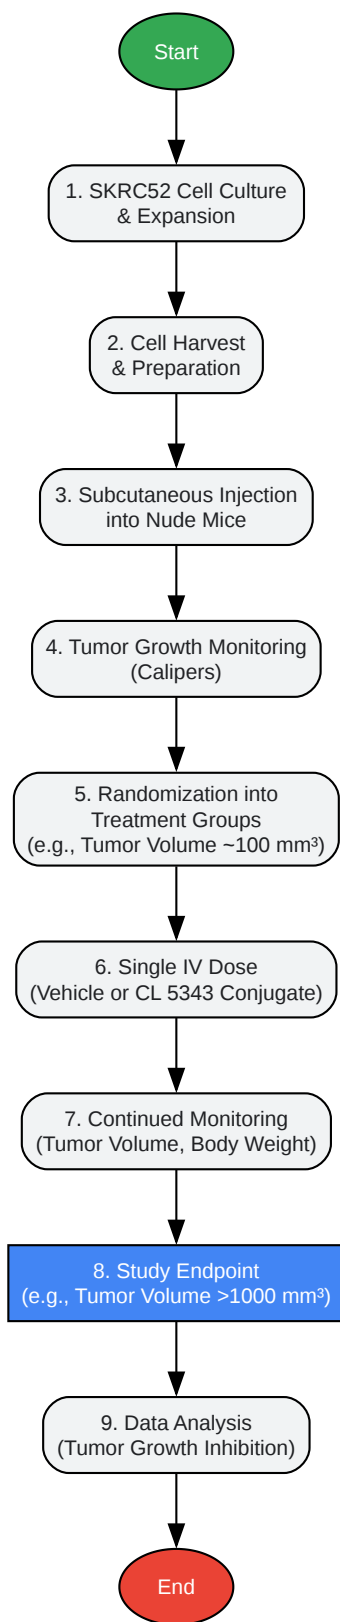 Start
1. SKRC52 Cell Culture
& Expansion
2. Cell Harvest
& Preparation
3. Subcutaneous Injection
into Nude Mice
4. Tumor Growth Monitoring
(Calipers)
5. Randomization into
Treatment Groups
(e.g., Tumor Volume ~100 mm³)
6. Single IV Dose
(Vehicle or CL 5343 Conjugate)
7. Continued Monitoring
(Tumor Volume, Body Weight)
8. Study Endpoint
(e.g., Tumor Volume >1000 mm³)
9. Data Analysis
(Tumor Growth Inhibition)
End